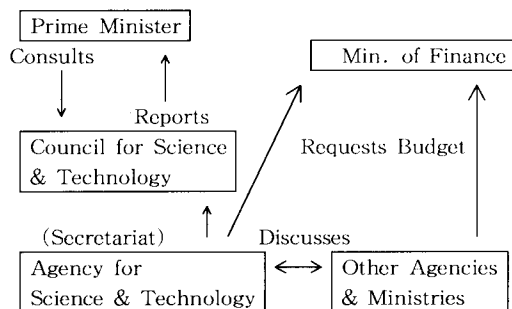 Prime Minister
Consults
Min. of Finance
Reports
Council for Science
& Technology
Requests Budget
(Secretariat)
Discusses
Agency for
Science & Technology
Other Agencies
& Ministries